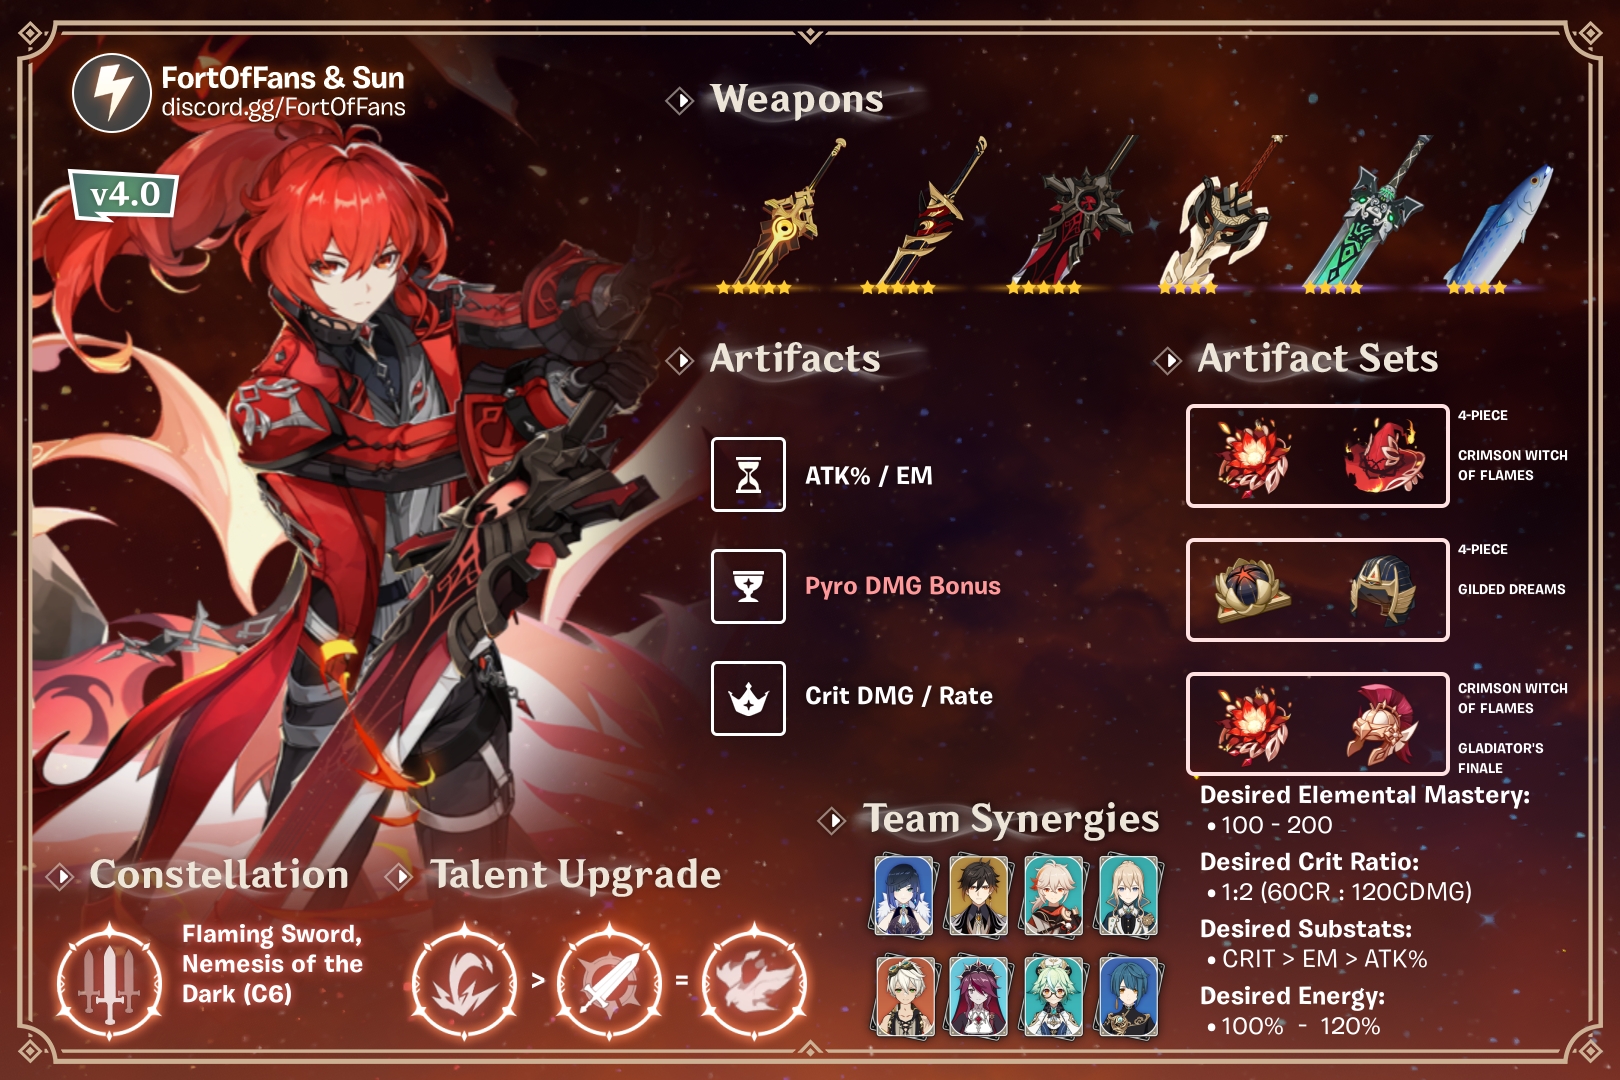 FortOfFans & Sun
discord.gg/FortOfFans
v4.0
Weapons
Artifacts
ATK% / EM
Pyro DMG Bonus
Crit DMG / Rate
Artifact Sets
4-PIECE
CRIMSON WITCH
OF FLAMES
4-PIECE
GILDED DREAMS
CRIMSON WITCH
OF FLAMES
GLADIATOR'S
FINALE
Desired Elemental Mastery:
• 100 - 200
Desired Crit Ratio:
• 1:2 (60CR : 120CDMG)
Desired Substats:
• CRIT > EM > ATK%
Desired Energy:
• 100% - 120%
Team Synergies
Constellation
Flaming Sword,
Nemesis of the
Dark (C6)
Talent Upgrade
> =